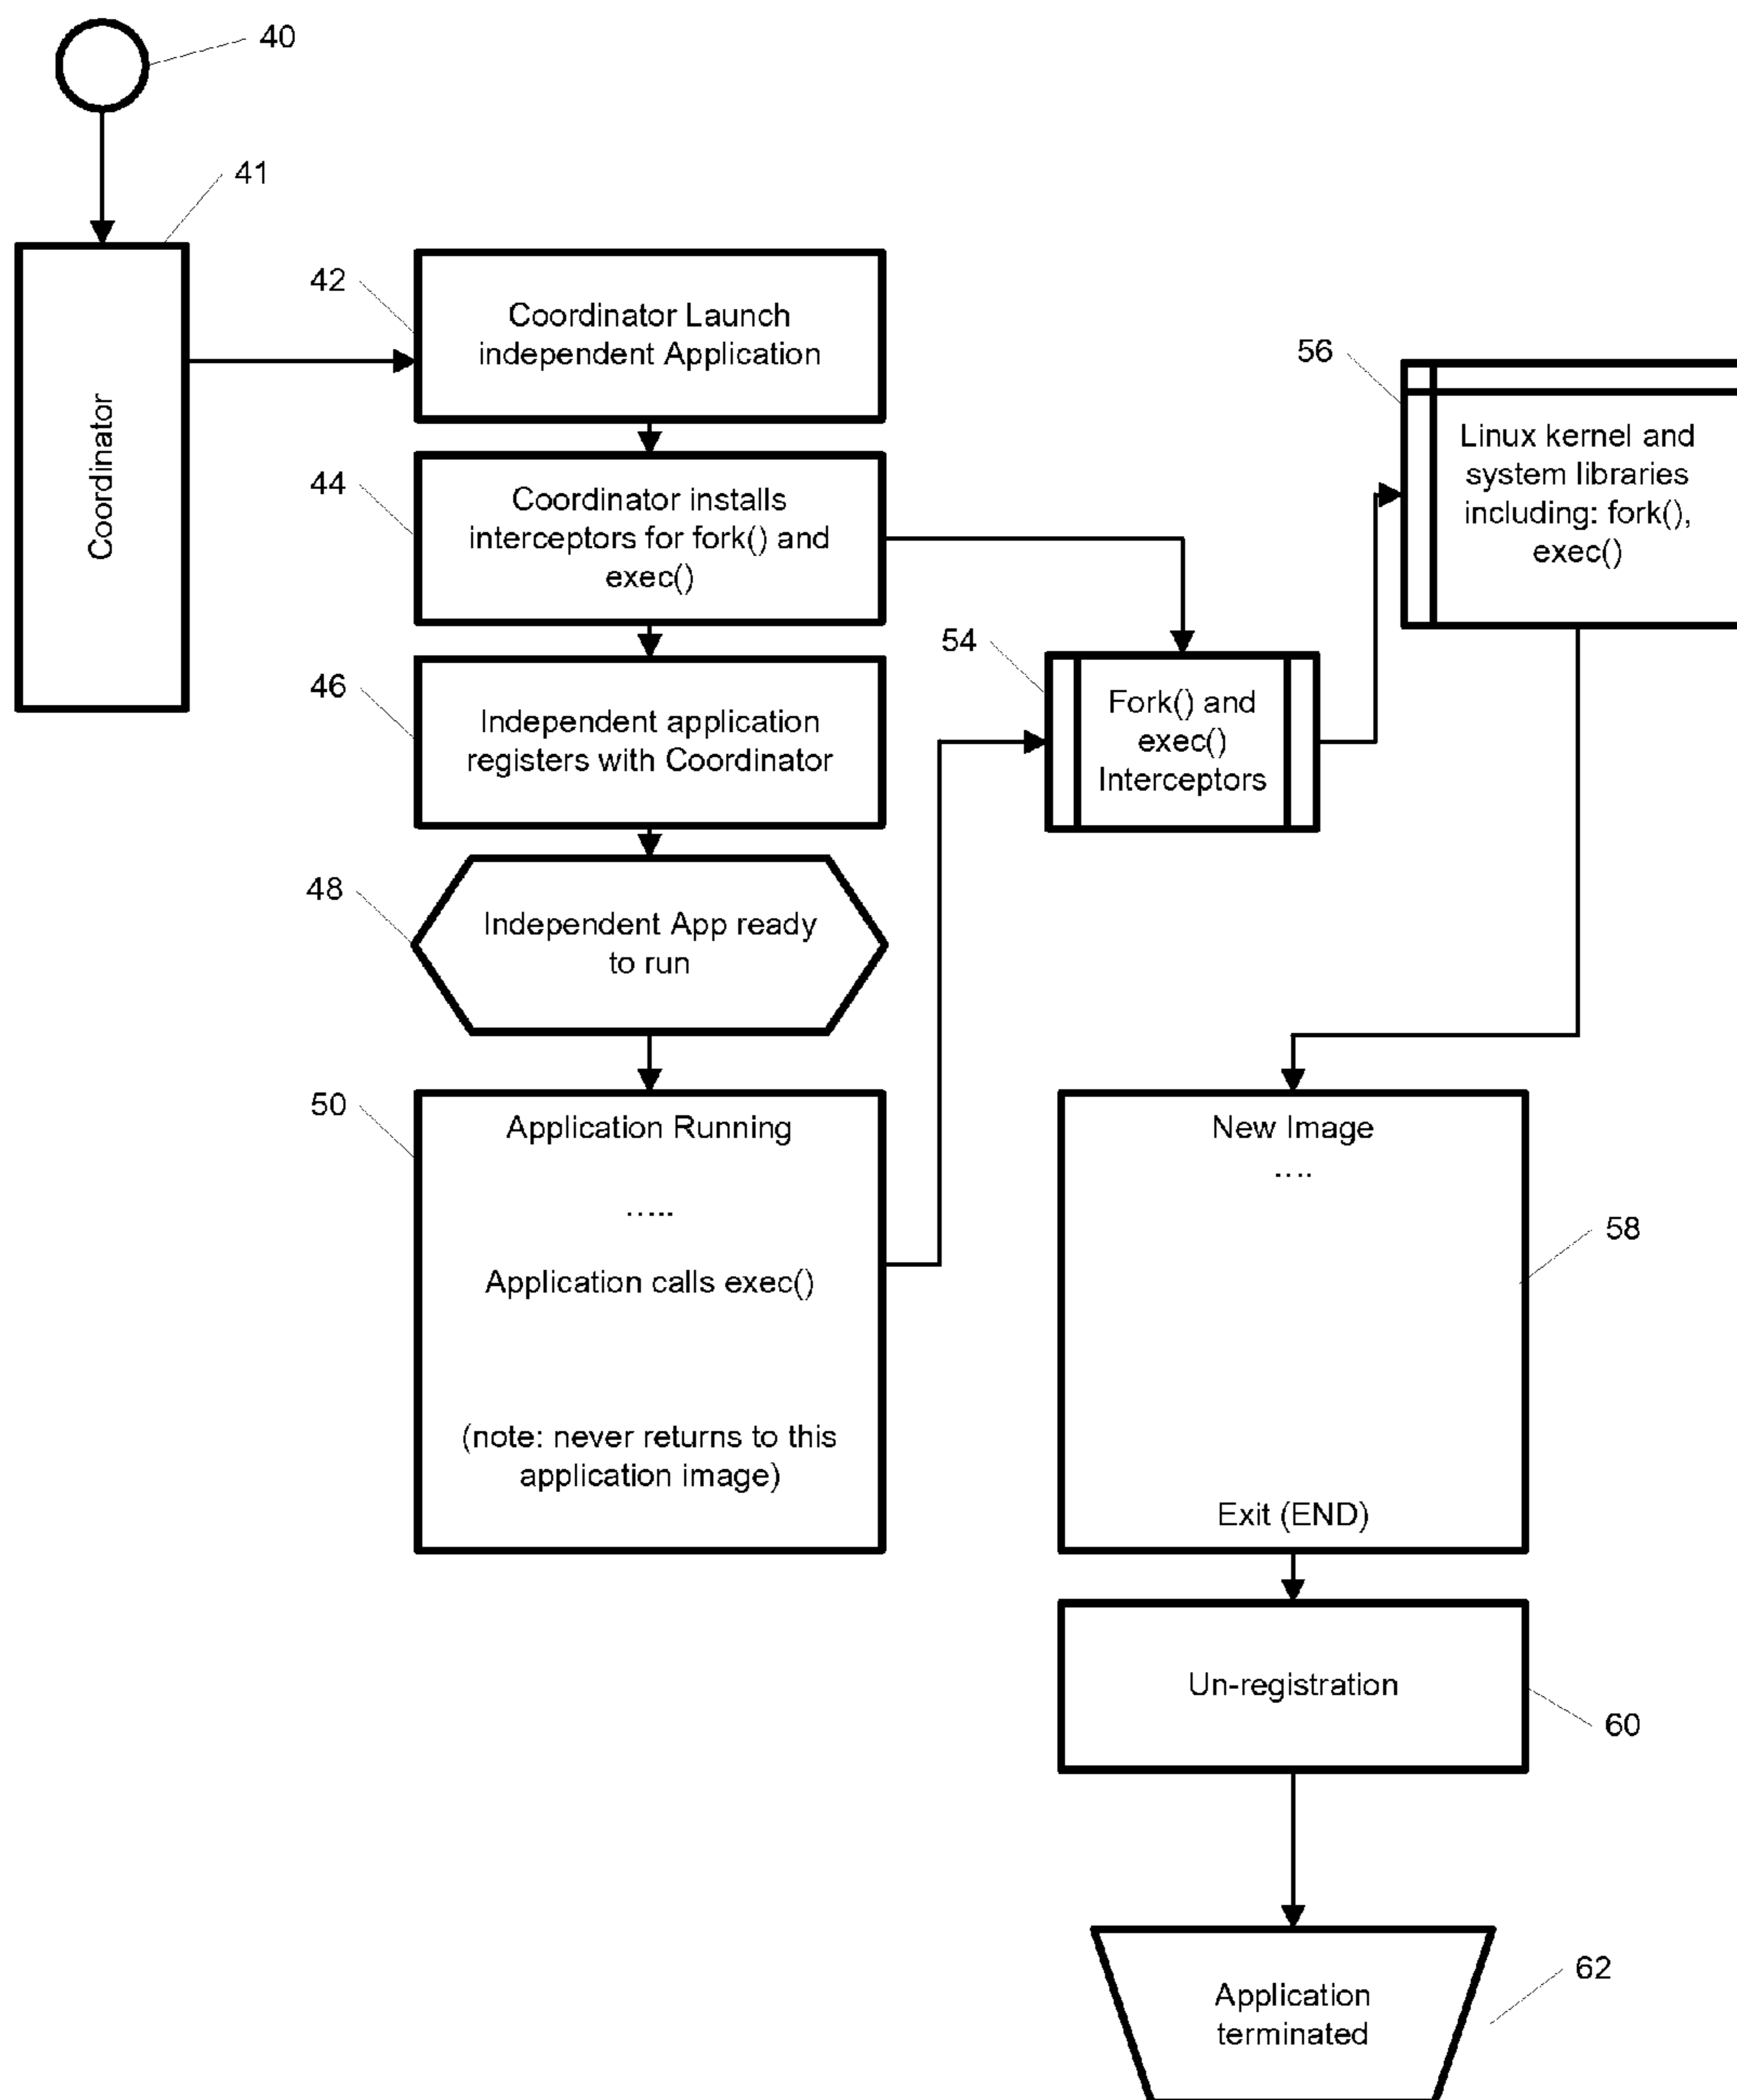 40
41
Coordinator
42
Coordinator Launch
independent Application
44
Coordinator installs
interceptors for fork() and
exec()
46
Independent application
registers with Coordinator
48
Independent App ready
to run
50
Application Running
.....
Application calls exec()
(note: never returns to this
application image)
54
Fork() and
exec()
Interceptors
56
Linux kernel and
system libraries
including: fork(),
exec()
New Image
....
Exit (END)
58
Un-registration
60
Application
terminated
62